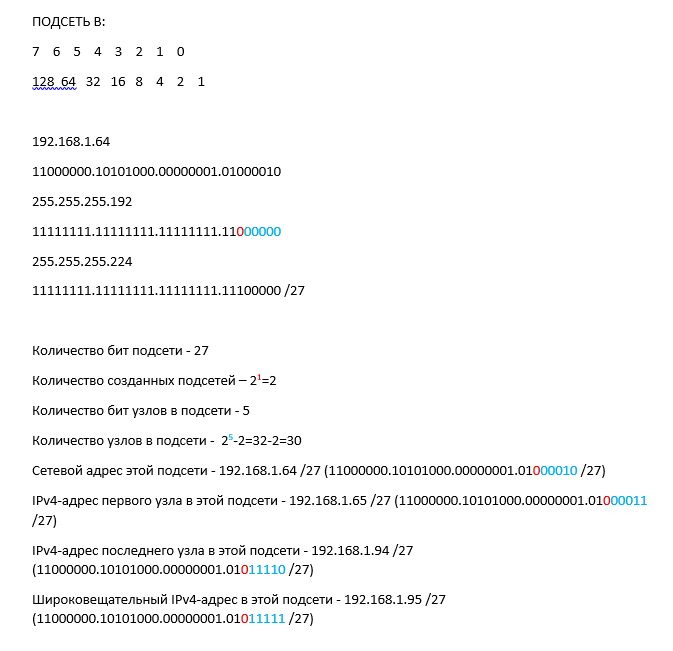 ПОДСЕТЬ B:
7 6 5 4 3 2 1 0
128 64 32 16 8 4 2 1
192.168.1.64
11000000.10101000.00000001.01000010
255.255.255.192
11111111.11111111.11111111.11000000
255.255.255.224
11111111.11111111.11111111.11100000 /27
Количество бит подсети - 27
Количество созданных подсетей – 2¹=2
Количество бит узлов в подсети - 5
Количество узлов в подсети - 2⁵-2=32-2=30
Сетевой адрес этой подсети - 192.168.1.64 /27 (11000000.10101000.00000001.01000010 /27)
IPv4-адрес первого узла в этой подсети - 192.168.1.65 /27 (11000000.10101000.00000001.01000011
/27)
IPv4-адрес последнего узла в этой подсети - 192.168.1.94 /27
(11000000.10101000.00000001.01011110 /27)
Широковещательный IPv4-адрес в этой подсети - 192.168.1.95 /27
(11000000.10101000.00000001.01011111 /27)